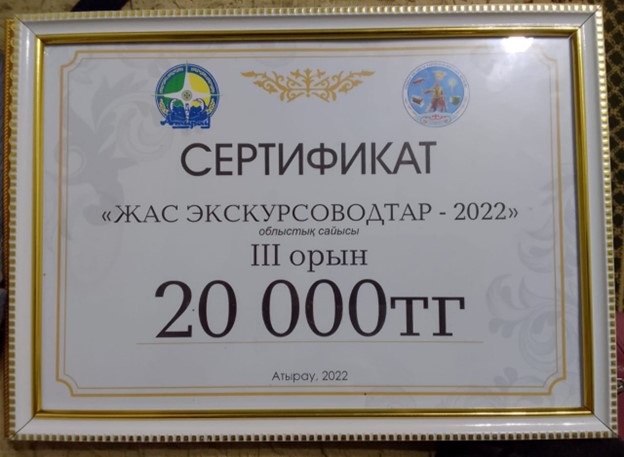 СЕРТИФИКАТ
«ЖАС ЭКСКУРСОВОДТАР - 2022»
облыстық сайысы
III орын
20 000тг
Атырау, 2022